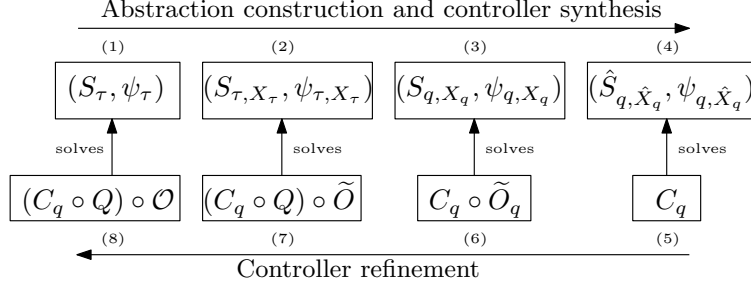 Abstraction construction and controller synthesis
(1) (2) (3) (4)
(S_τ, ψ_τ) (S_{τ,X_τ}, ψ_{τ,X_τ}) (S_{q,X_q}, ψ_{q,X_q}) (Ŝ_{q,X̂_q}, ψ_{q,X̂_q})
solves solves solves solves
(C_q ∘ Q) ∘ 𝒪 (C_q ∘ Q) ∘ Õ C_q ∘ Õ_q C_q
(8) (7) (6) (5)
Controller refinement